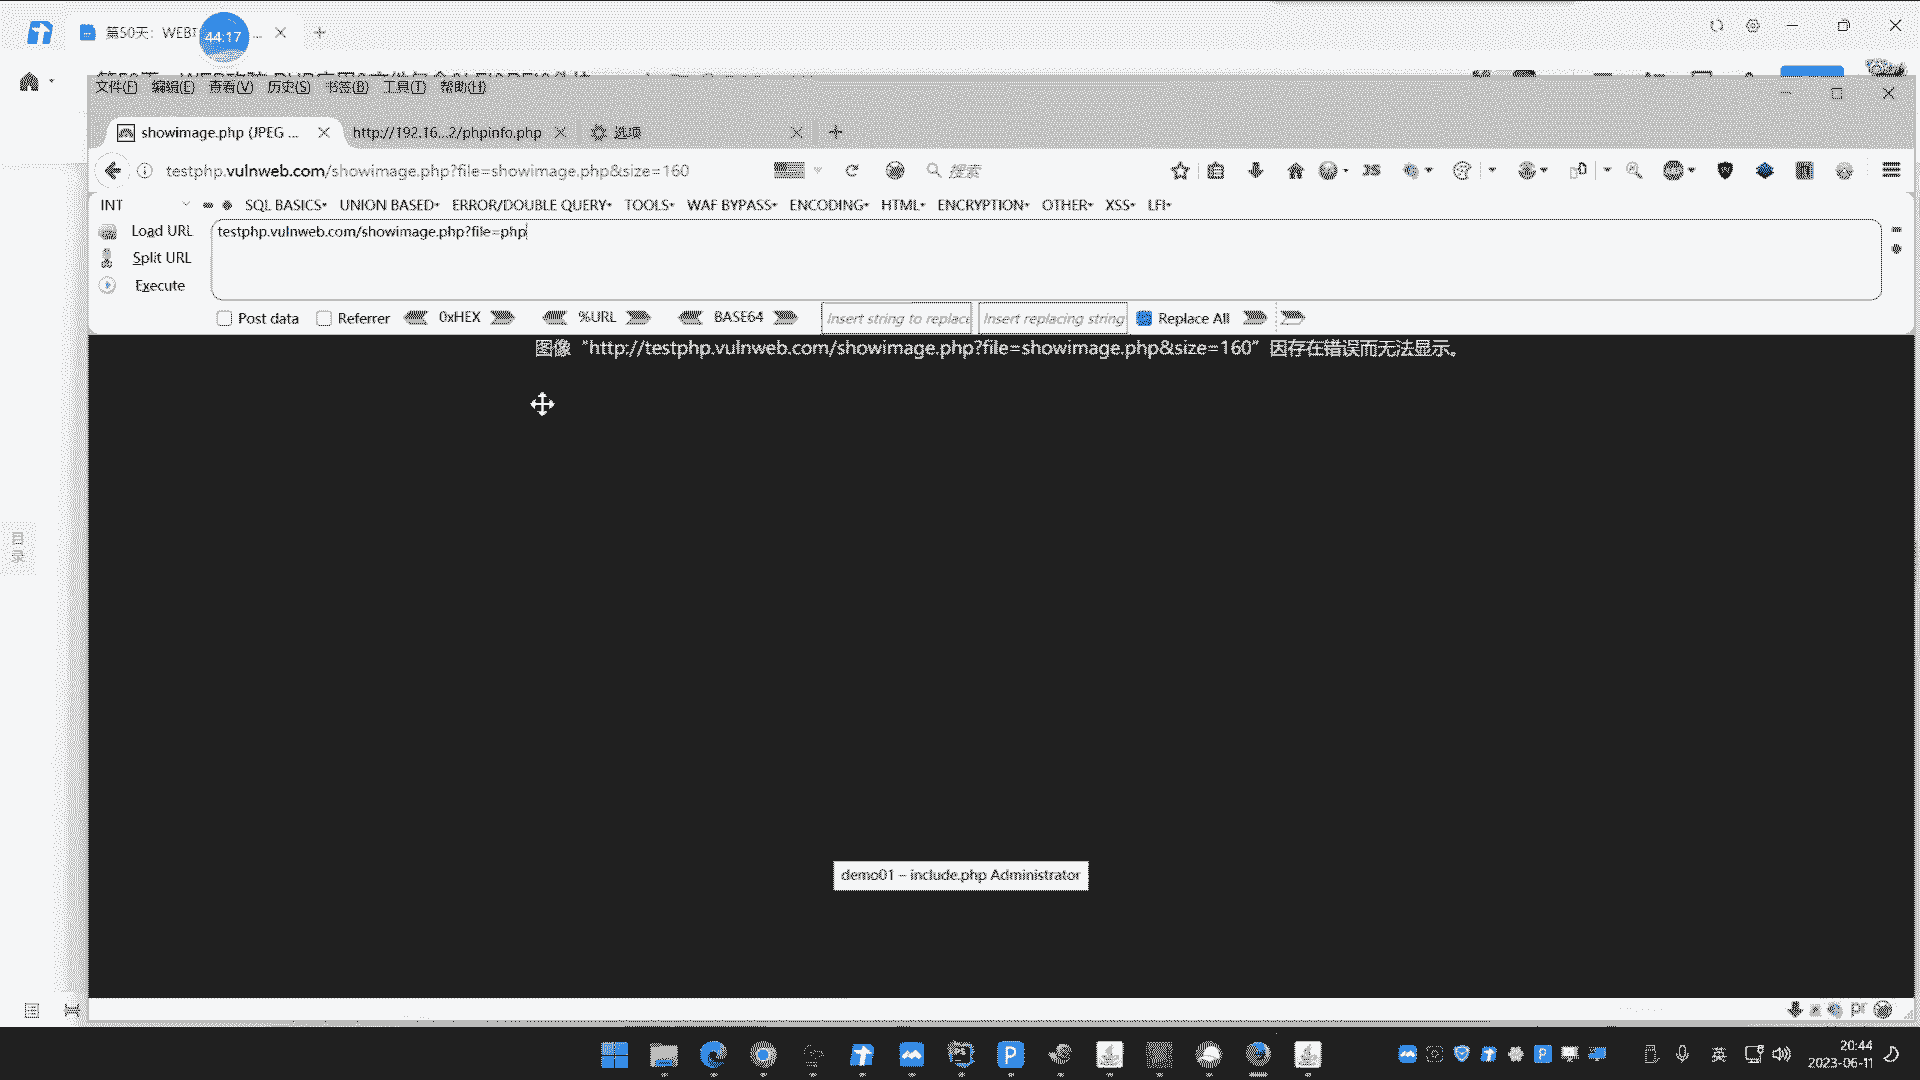 第50天: WEB
44:17
...
文件(F) 编辑(E) 查看(V) 历史(S) 书签(B) 工具(T) 帮助(H)
showimage.php (JPEG ...
http://192.16...2/phpinfo.php
选项
testphp.vulnweb.com/showimage.php?file=showimage.php&size=160
搜索
INT
SQL BASICS UNION BASED ERROR/DOUBLE QUERY TOOLS WAF BYPASS ENCODING HTML ENCRYPTION OTHER XSS LFI
Load URL
testphp.vulnweb.com/showimage.php?file=php
Split URL
Execute
Post data Referrer 0xHEX %URL BASE64 Insert string to replace Insert replacing string Replace All
图像 "http://testphp.vulnweb.com/showimage.php?file=showimage.php&size=160" 因存在错误而无法显示。
目录
demo01 – include.php Administrator
英
20:44
2023-06-11